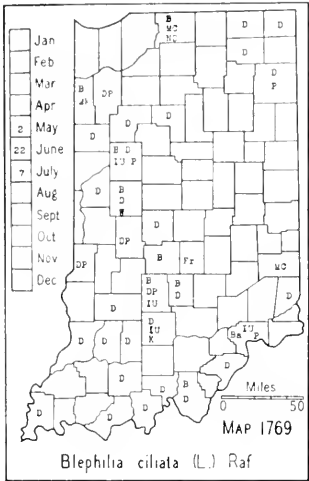 Jan
Feb
Mar
Apr
2 May
22 June
7 July
Aug
Sept
Oct
Nov
Dec
B
MC
ND
D D
D
D
P
B
DP
D D
D
B D
IU P
D
B
D
D
DP
B Fr
DP
MC
B
DP
IU
B
D
D
D
D
IU
K
IU
Ba P
D D D
D
D
D
D
B
D
D
D
D
Miles
0 50
MAP 1769
Blephilia ciliata (L.) Raf